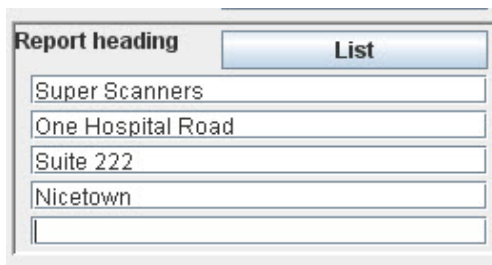 Report heading List
Super Scanners
One Hospital Road
Suite 222
Nicetown